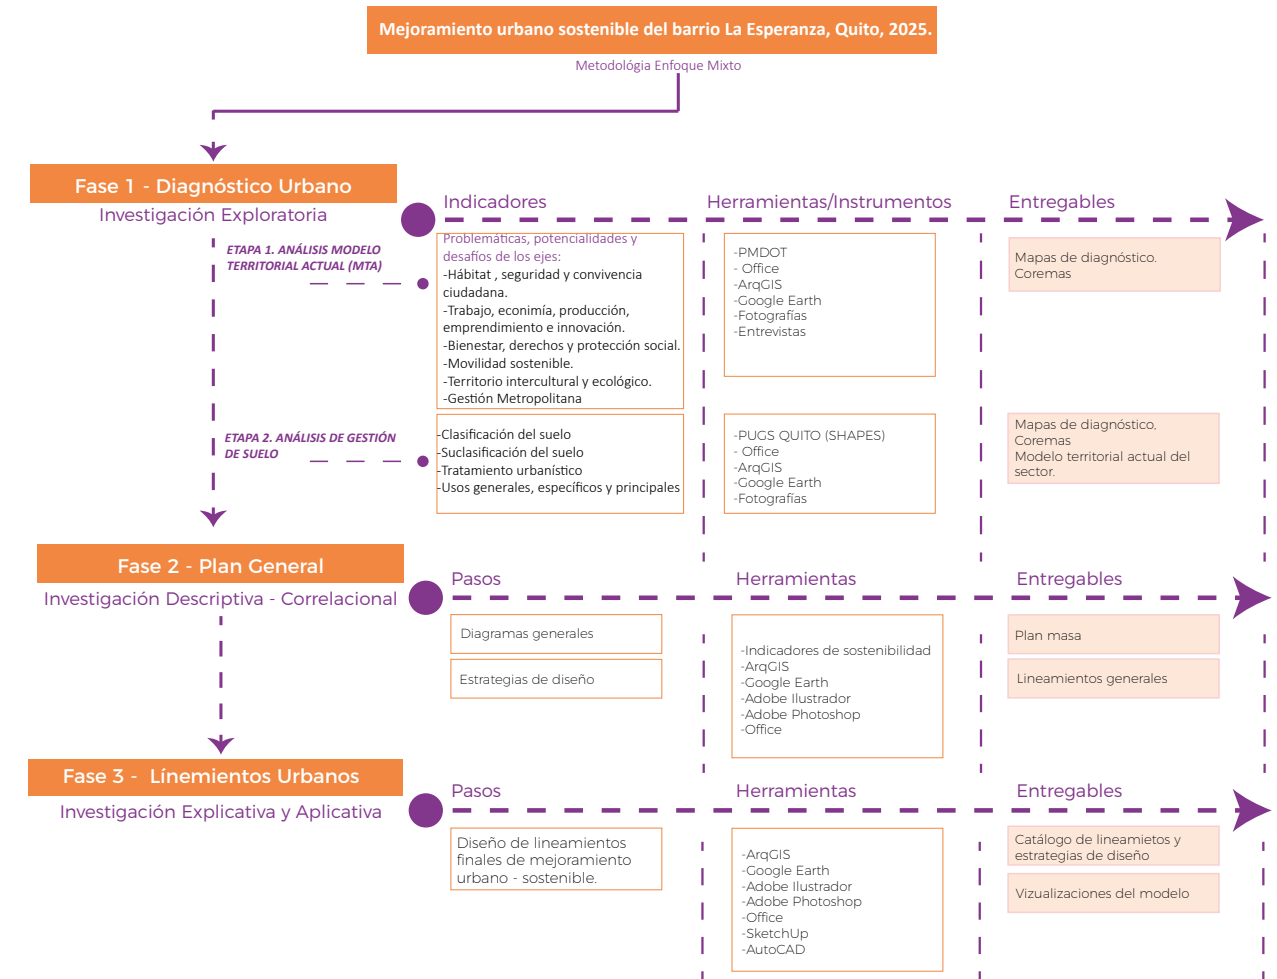 Mejoramiento urbano sostenible del barrio La Esperanza, Quito, 2025.
Metodológia Enfoque Mixto
Fase 1 - Diagnóstico Urbano
Investigación Exploratoria
Indicadores
Herramientas/Instrumentos
Entregables
ETAPA 1. ANÁLISIS MODELO
TERRITORIAL ACTUAL (MTA)
Problemáticas, potencialidades y
desafíos de los ejes:
-Hábitat , seguridad y convivencia
ciudadana.
-Trabajo, econimía, producción,
emprendimiento e innovación.
-Bienestar, derechos y protección social.
-Movilidad sostenible.
-Territorio intercultural y ecológico.
-Gestión Metropolitana
-PMDOT
- Office
-ArqGIS
-Google Earth
-Fotografías
-Entrevistas
Mapas de diagnóstico.
Coremas
ETAPA 2. ANÁLISIS DE GESTIÓN
DE SUELO
-Clasificación del suelo
-Suclasificación del suelo
-Tratamiento urbanístico
-Usos generales, específicos y principales
-PUGS QUITO (SHAPES)
- Office
-ArqGIS
-Google Earth
-Fotografías
Mapas de diagnóstico,
Coremas
Modelo territorial actual del
sector.
Fase 2 - Plan General
Investigación Descriptiva - Correlacional
Pasos
Herramientas
Entregables
Diagramas generales
Estrategias de diseño
-Indicadores de sostenibilidad
-ArqGIS
-Google Earth
-Adobe Ilustrador
-Adobe Photoshop
-Office
Plan masa
Lineamientos generales
Fase 3 - Línemientos Urbanos
Investigación Explicativa y Aplicativa
Pasos
Herramientas
Entregables
Diseño de lineamientos
finales de mejoramiento
urbano - sostenible.
-ArqGIS
-Google Earth
-Adobe Ilustrador
-Adobe Photoshop
-Office
-SketchUp
-AutoCAD
Catálogo de lineamietos y
estrategias de diseño
Vizualizaciones del modelo